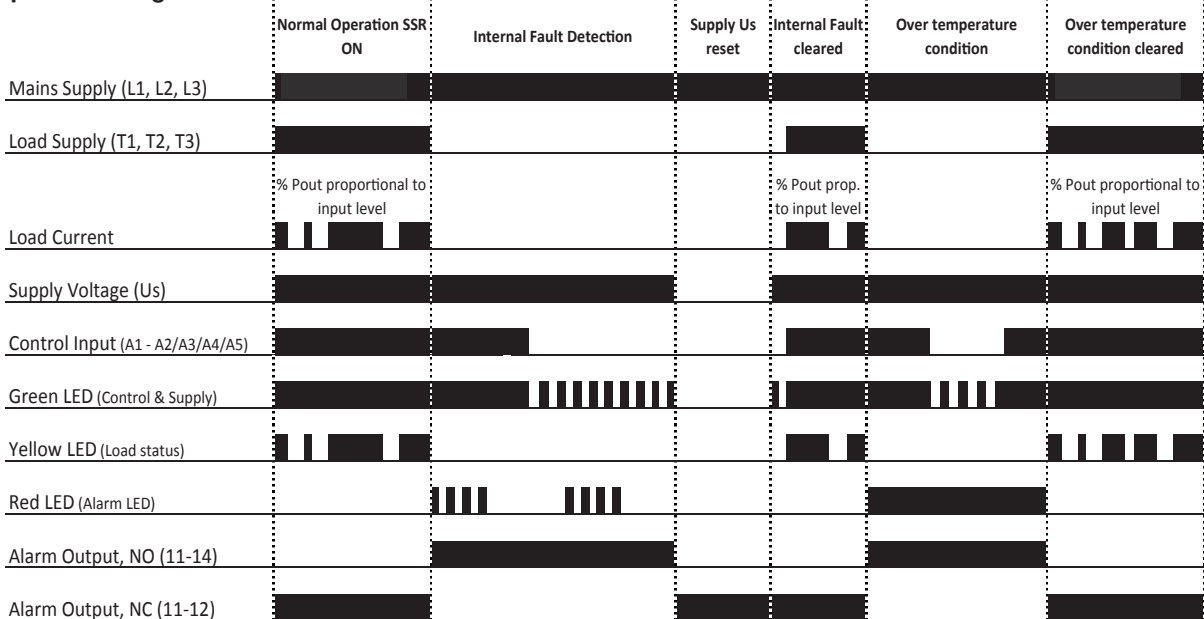 Normal Operation SSR
ON
Internal Fault Detection
Supply Us
reset
Internal Fault
cleared
Over temperature
condition
Over temperature
condition cleared
Mains Supply (L1, L2, L3)
Load Supply (T1, T2, T3)
% Pout proportional to
input level
% Pout prop.
to input level
% Pout proportional to
input level
Load Current
Supply Voltage (Us)
Control Input (A1 - A2/A3/A4/A5)
Green LED (Control & Supply)
Yellow LED (Load status)
Red LED (Alarm LED)
Alarm Output, NO (11-14)
Alarm Output, NC (11-12)